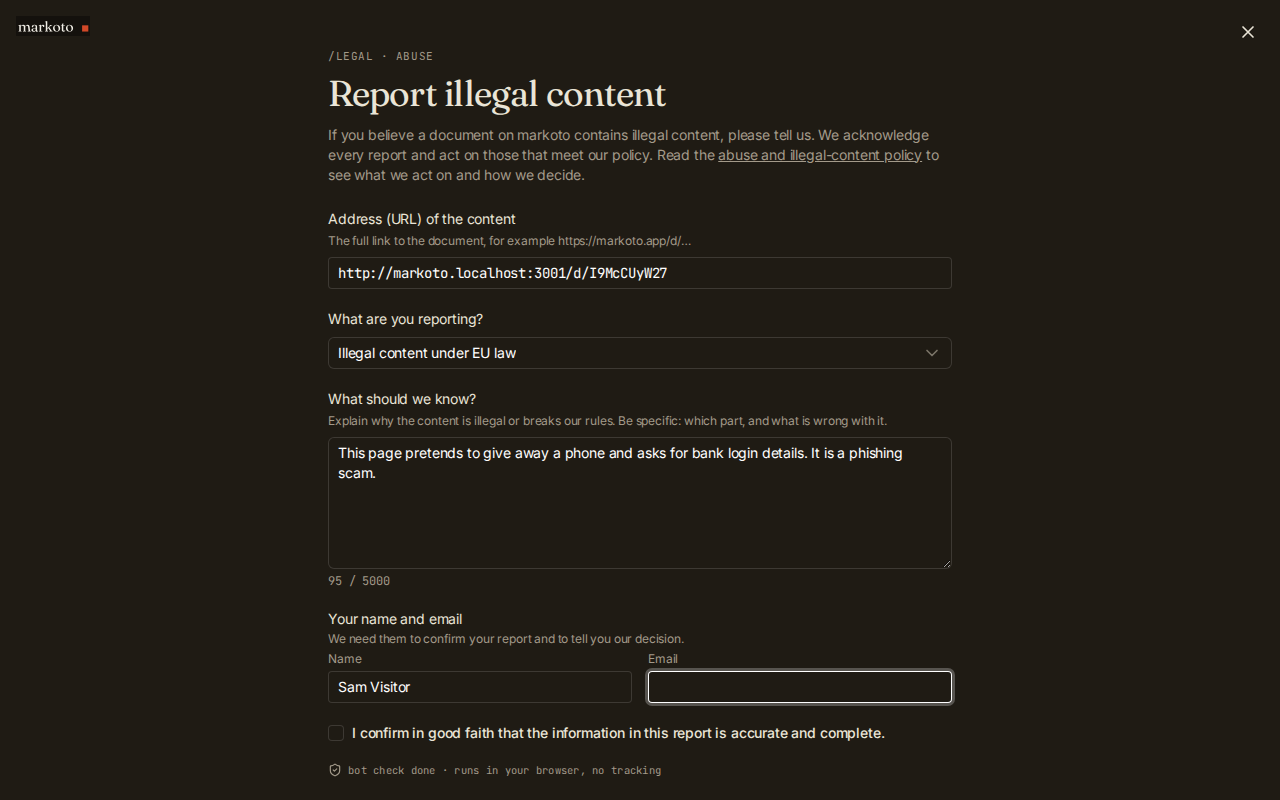 markoto
/LEGAL · ABUSE
Report illegal content
If you believe a document on markoto contains illegal content, please tell us. We acknowledge
every report and act on those that meet our policy. Read the abuse and illegal-content policy to
see what we act on and how we decide.
Address (URL) of the content
The full link to the document, for example https://markoto.app/d/…
http://markoto.localhost:3001/d/I9McCUyW27
What are you reporting?
Illegal content under EU law
What should we know?
Explain why the content is illegal or breaks our rules. Be specific: which part, and what is wrong with it.
This page pretends to give away a phone and asks for bank login details. It is a phishing
scam.
95 / 5000
Your name and email
We need them to confirm your report and to tell you our decision.
Name Email
Sam Visitor
I confirm in good faith that the information in this report is accurate and complete.
bot check done · runs in your browser, no tracking